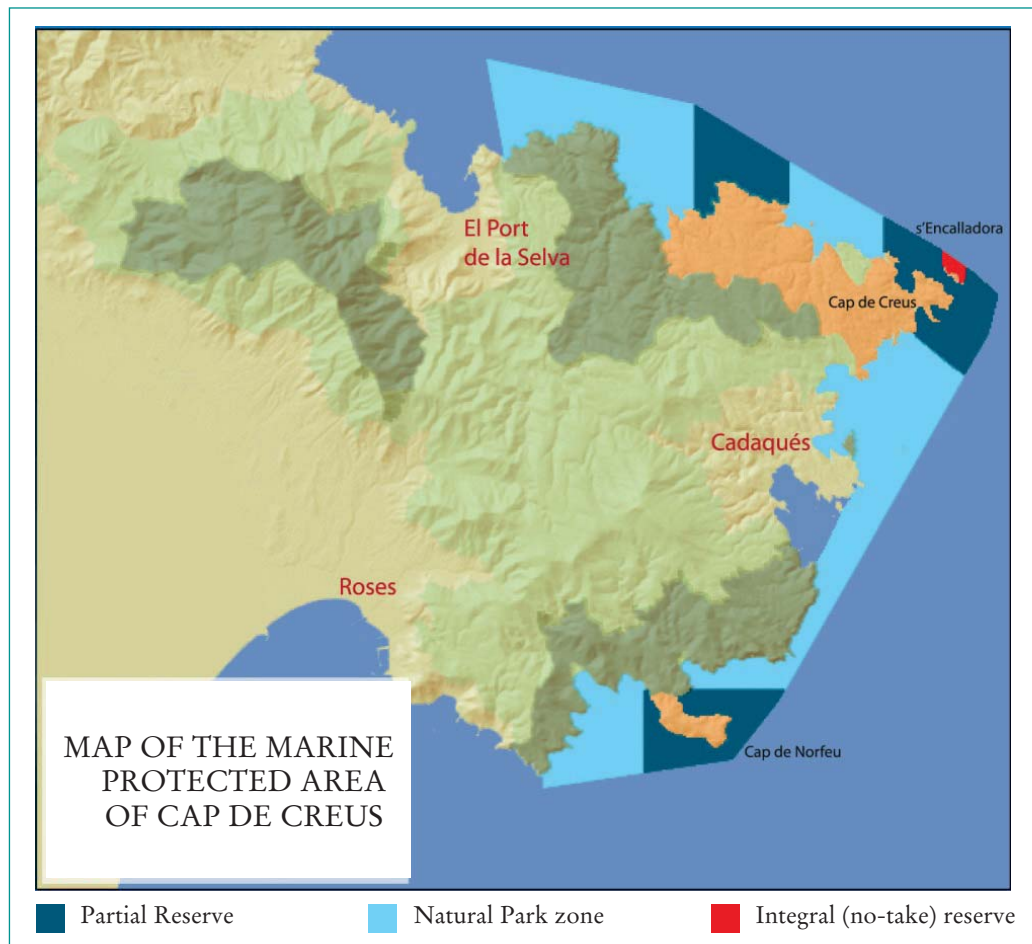 s'Encalladora
El Port
de la Selva
Cap de Creus
Cadaqués
Roses
MAP OF THE MARINE
PROTECTED AREA
OF CAP DE CREUS
Cap de Norfeu
Partial Reserve
Natural Park zone
Integral (no-take) reserve